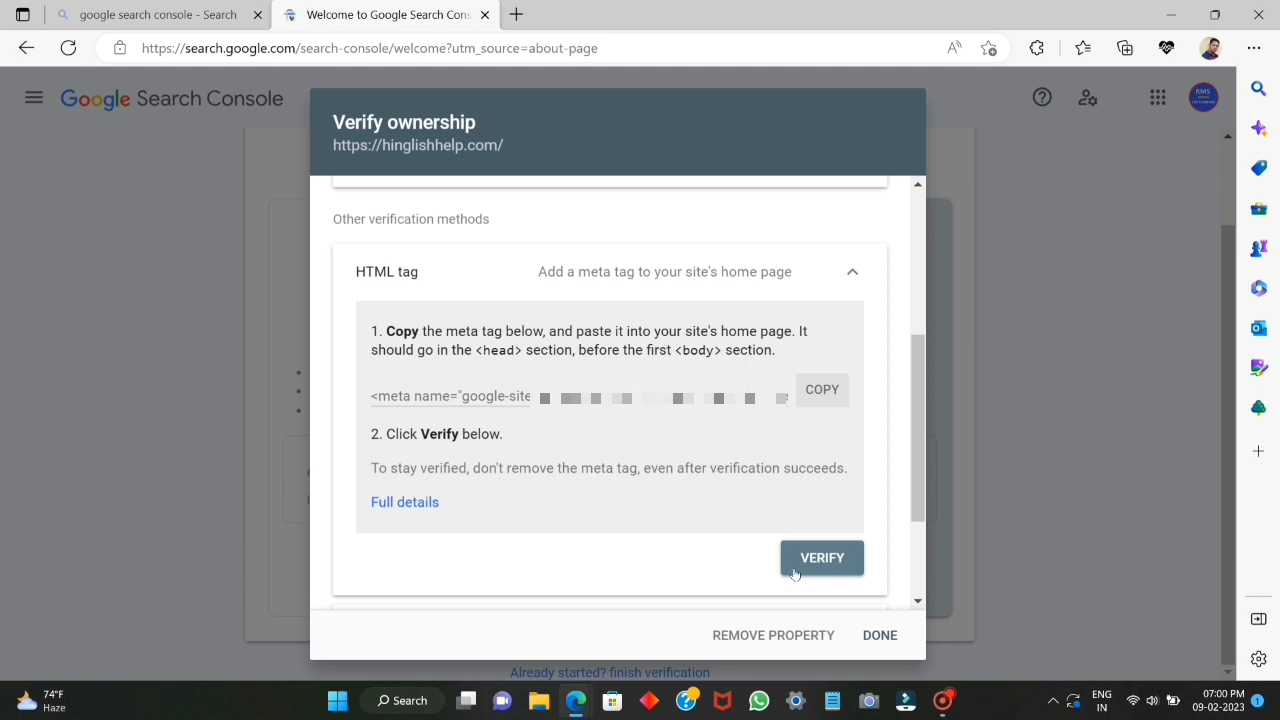 google search console - Search
Welcome to Google Search Cons
https://search.google.com/search-console/welcome?utm_source=about-page
Google Search Console
RMS
Verify ownership
https://hinglishhelp.com/
Other verification methods
HTML tag
Add a meta tag to your site's home page
1. Copy the meta tag below, and paste it into your site's home page. It
should go in the <head> section, before the first <body> section.
<meta name="google-site
COPY
2. Click Verify below.
To stay verified, don't remove the meta tag, even after verification succeeds.
Full details
VERIFY
REMOVE PROPERTY
DONE
Already started? finish verification
74°F
Haze
Search
ENG
IN
07:00 PM
09-02-2023
1